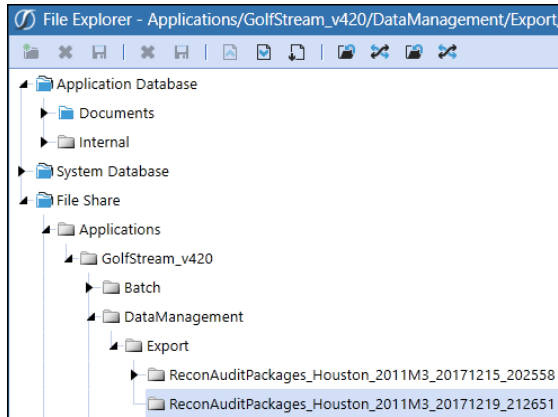 File Explorer - Applications/GolfStream_v420/DataManagement/Export
Application Database
Documents
Internal
System Database
File Share
Applications
GolfStream_v420
Batch
DataManagement
Export
ReconAuditPackages_Houston_2011M3_20171215_202558
ReconAuditPackages_Houston_2011M3_20171219_212651